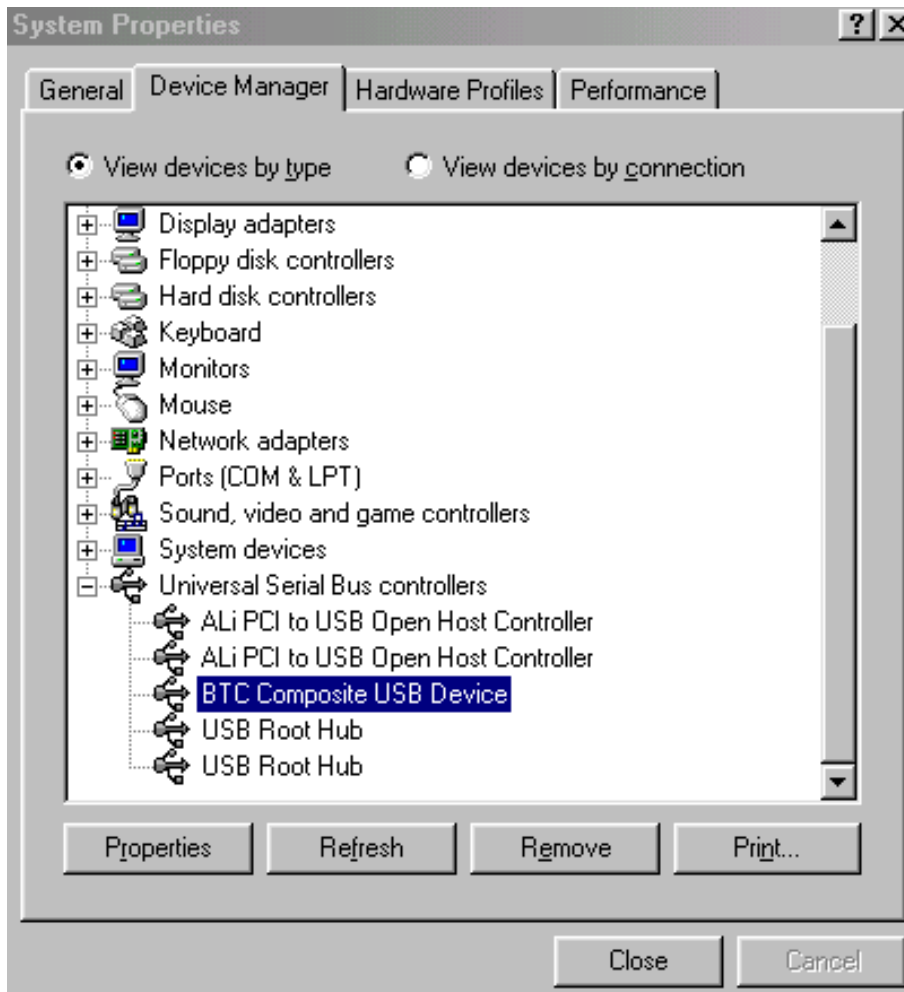 System Properties
?
General Device Manager Hardware Profiles Performance
View devices by type View devices by connection
Display adapters
Floppy disk controllers
Hard disk controllers
Keyboard
Monitors
Mouse
Network adapters
Ports (COM & LPT)
Sound, video and game controllers
System devices
Universal Serial Bus controllers
ALi PCI to USB Open Host Controller
ALi PCI to USB Open Host Controller
BTC Composite USB Device
USB Root Hub
USB Root Hub
Properties Refresh Remove Print...
Close Cancel